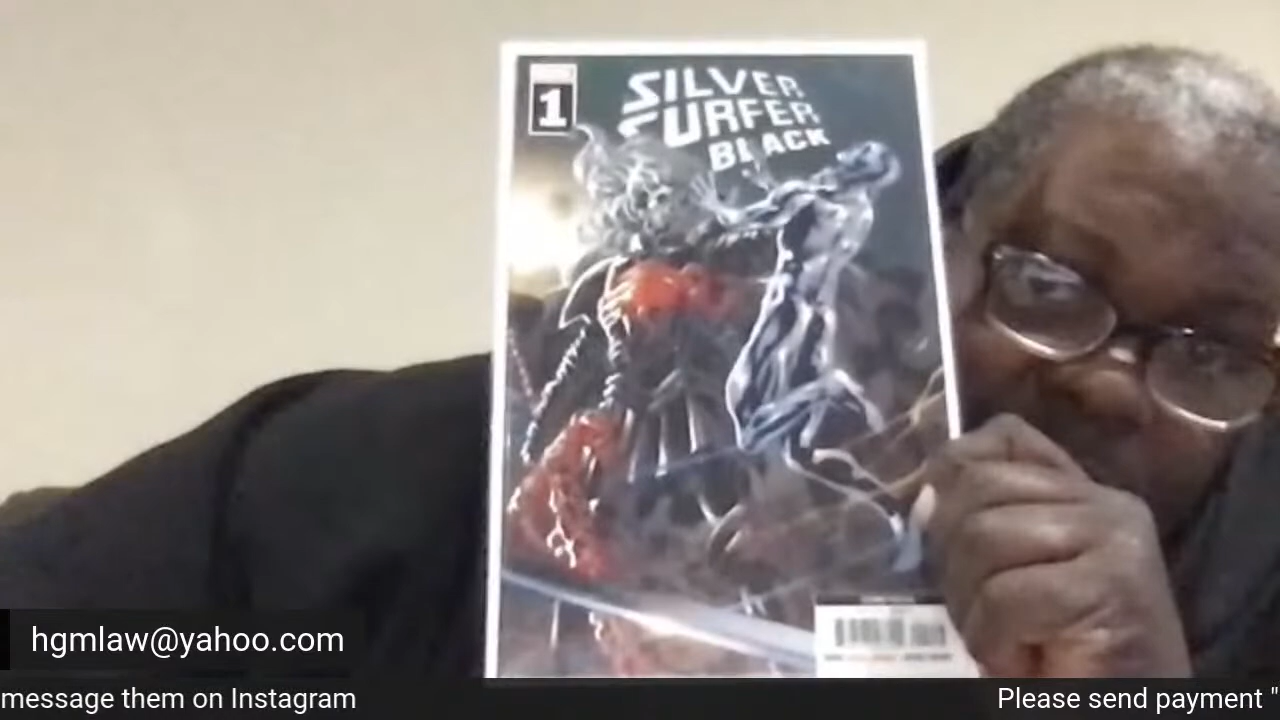 1
SILVER
SURFER
BLACK
hgmlaw@yahoo.com
message them on Instagram
Please send payment "